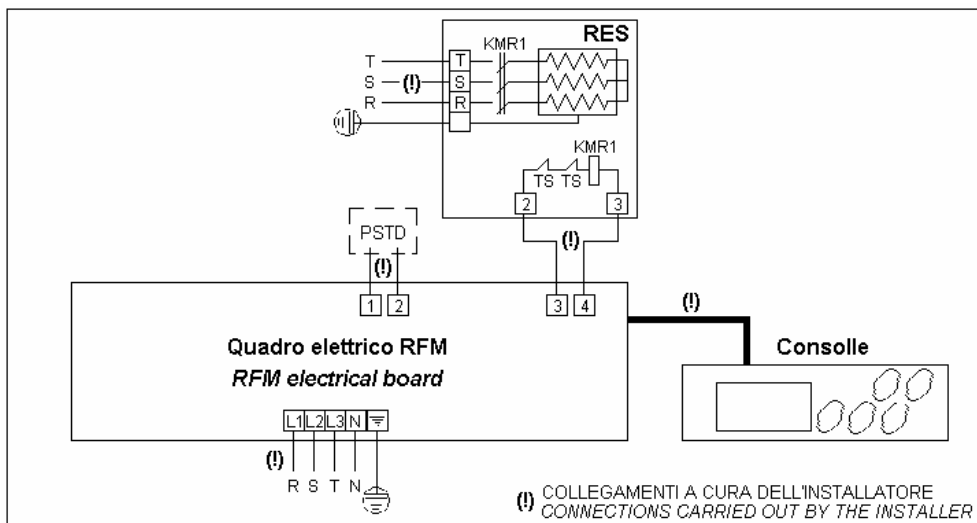 RES
KMR1
T T
S (!) S
R R
KMR1
TS TS
2 3
PSTD
(!) (!)
1 2 3 4
(!)
Quadro elettrico RFM
RFM electrical board
Consolle
L1 L2 L3 N
(!)
R S T N
(!) COLLEGAMENTI A CURA DELL'INSTALLATORE
CONNECTIONS CARRIED OUT BY THE INSTALLER